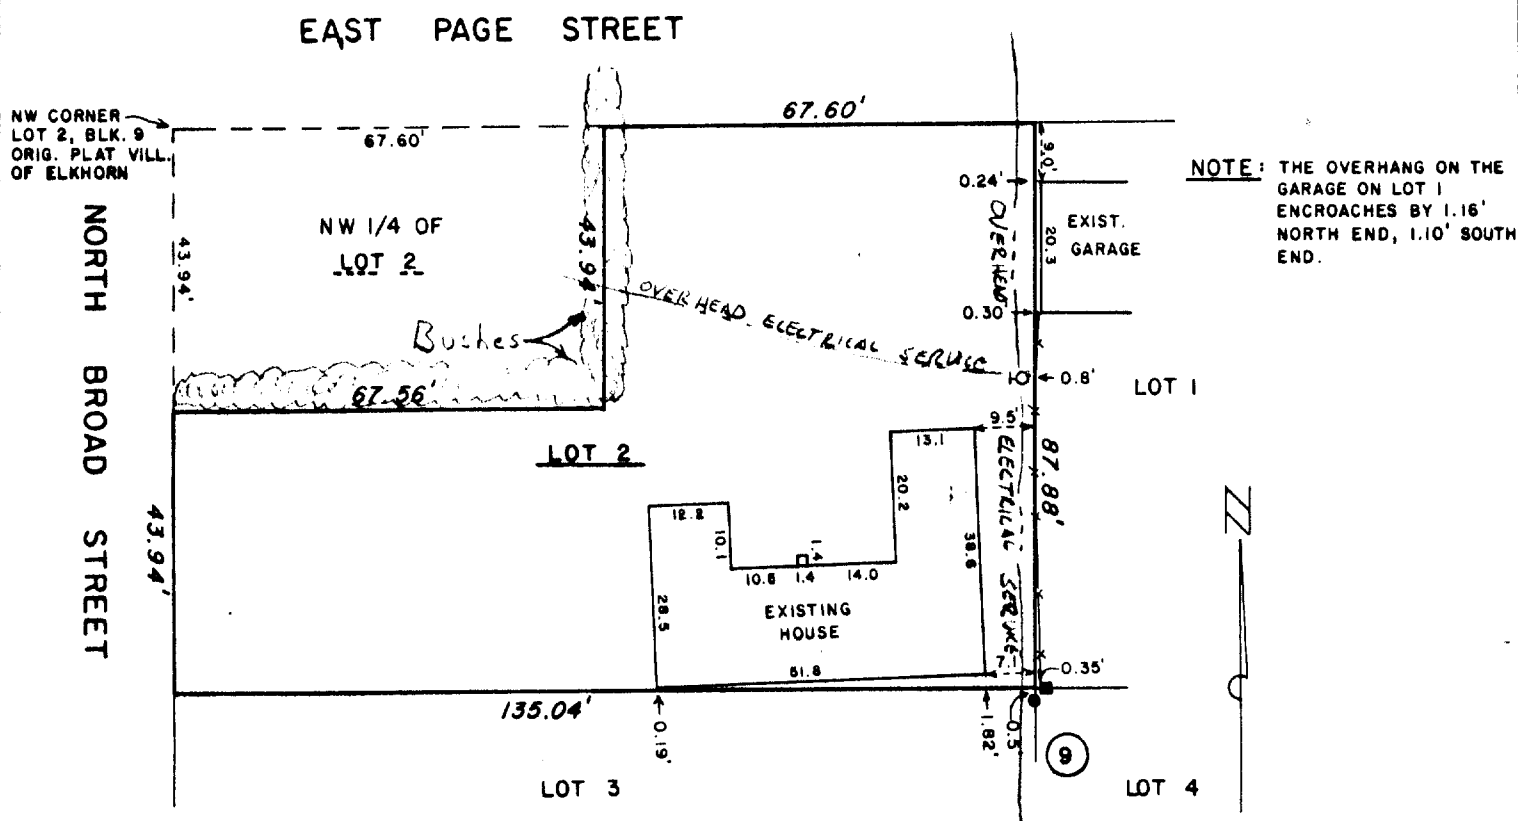 EAST PAGE STREET
NW CORNER
LOT 2, BLK. 9
ORIG. PLAT VILL.
OF ELKHORN
67.60'
67.60'
9.0'
0.24'
NOTE: THE OVERHANG ON THE
GARAGE ON LOT 1
ENCROACHES BY 1.16'
NORTH END, 1.10' SOUTH
END.
NORTH BROAD STREET
43.94'
NW 1/4 OF
LOT 2
43.94'
OVERHEAD
EXIST.
GARAGE
20.3
OVERHEAD ELECTRICAL SERVICE
0.30'
Bushes
0.8'
LOT 1
67.56'
9.5'
LOT 2
13.1
ELECTRICAL SERVICE
87.88'
20.2
38.6
12.2
10.1
1.4
10.6
1.4
14.0
43.94'
28.5
EXISTING
HOUSE
51.8
7.1
0.35'
N
135.04'
0.19'
1.82'
0.5'
9
LOT 3
LOT 4